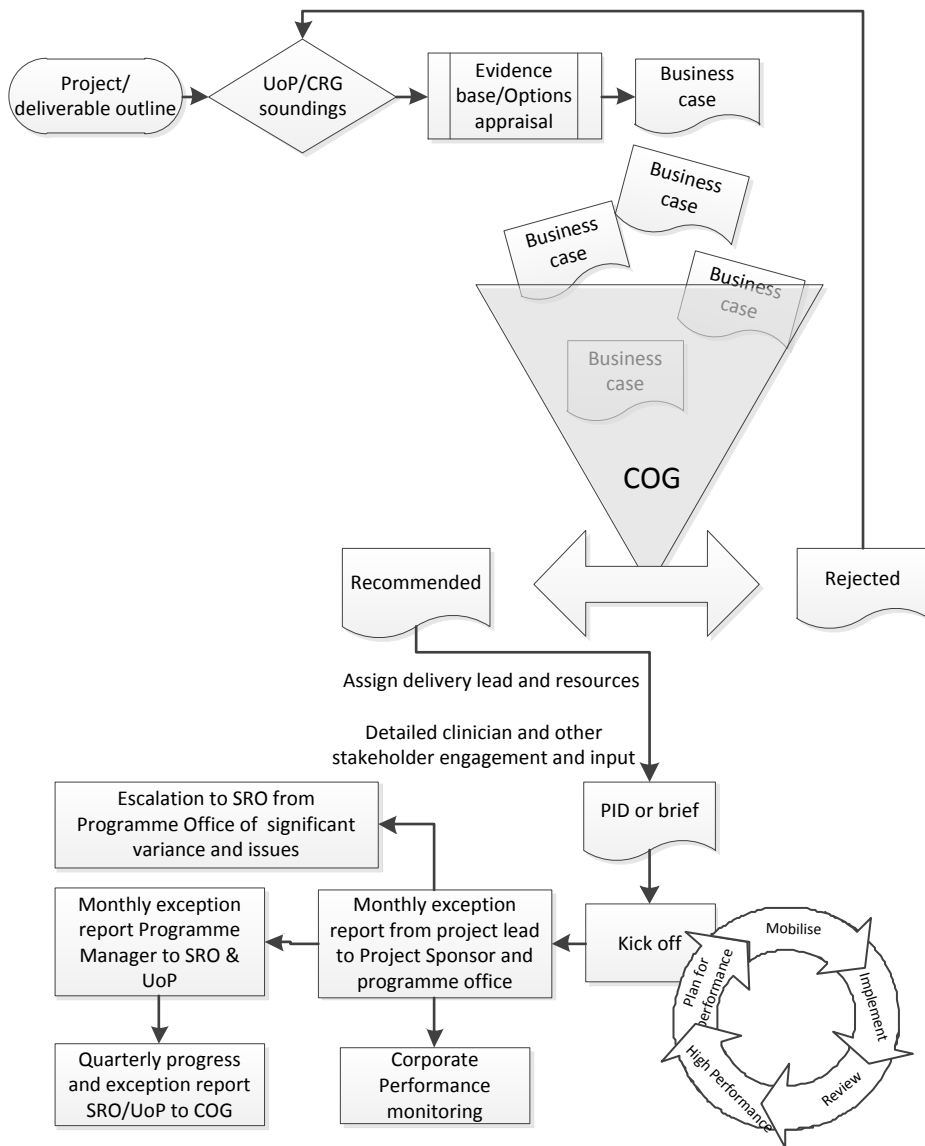 Project/
deliverable outline
UoP/CRG
soundings
Evidence
base/Options
appraisal
Business
case
Business
case
Business
case
Business
case
Business
case
COG
Recommended
Rejected
Assign delivery lead and resources
Detailed clinician and other
stakeholder engagement and input
PID or brief
Escalation to SRO from
Programme Office of significant
variance and issues
Monthly exception
report Programme
Manager to SRO &
UoP
Monthly exception
report from project lead
to Project Sponsor and
programme office
Kick off
Quarterly progress
and exception report
SRO/UoP to COG
Corporate
Performance
monitoring
Mobilise
Implement
Review
High Performance
Plan for
performance